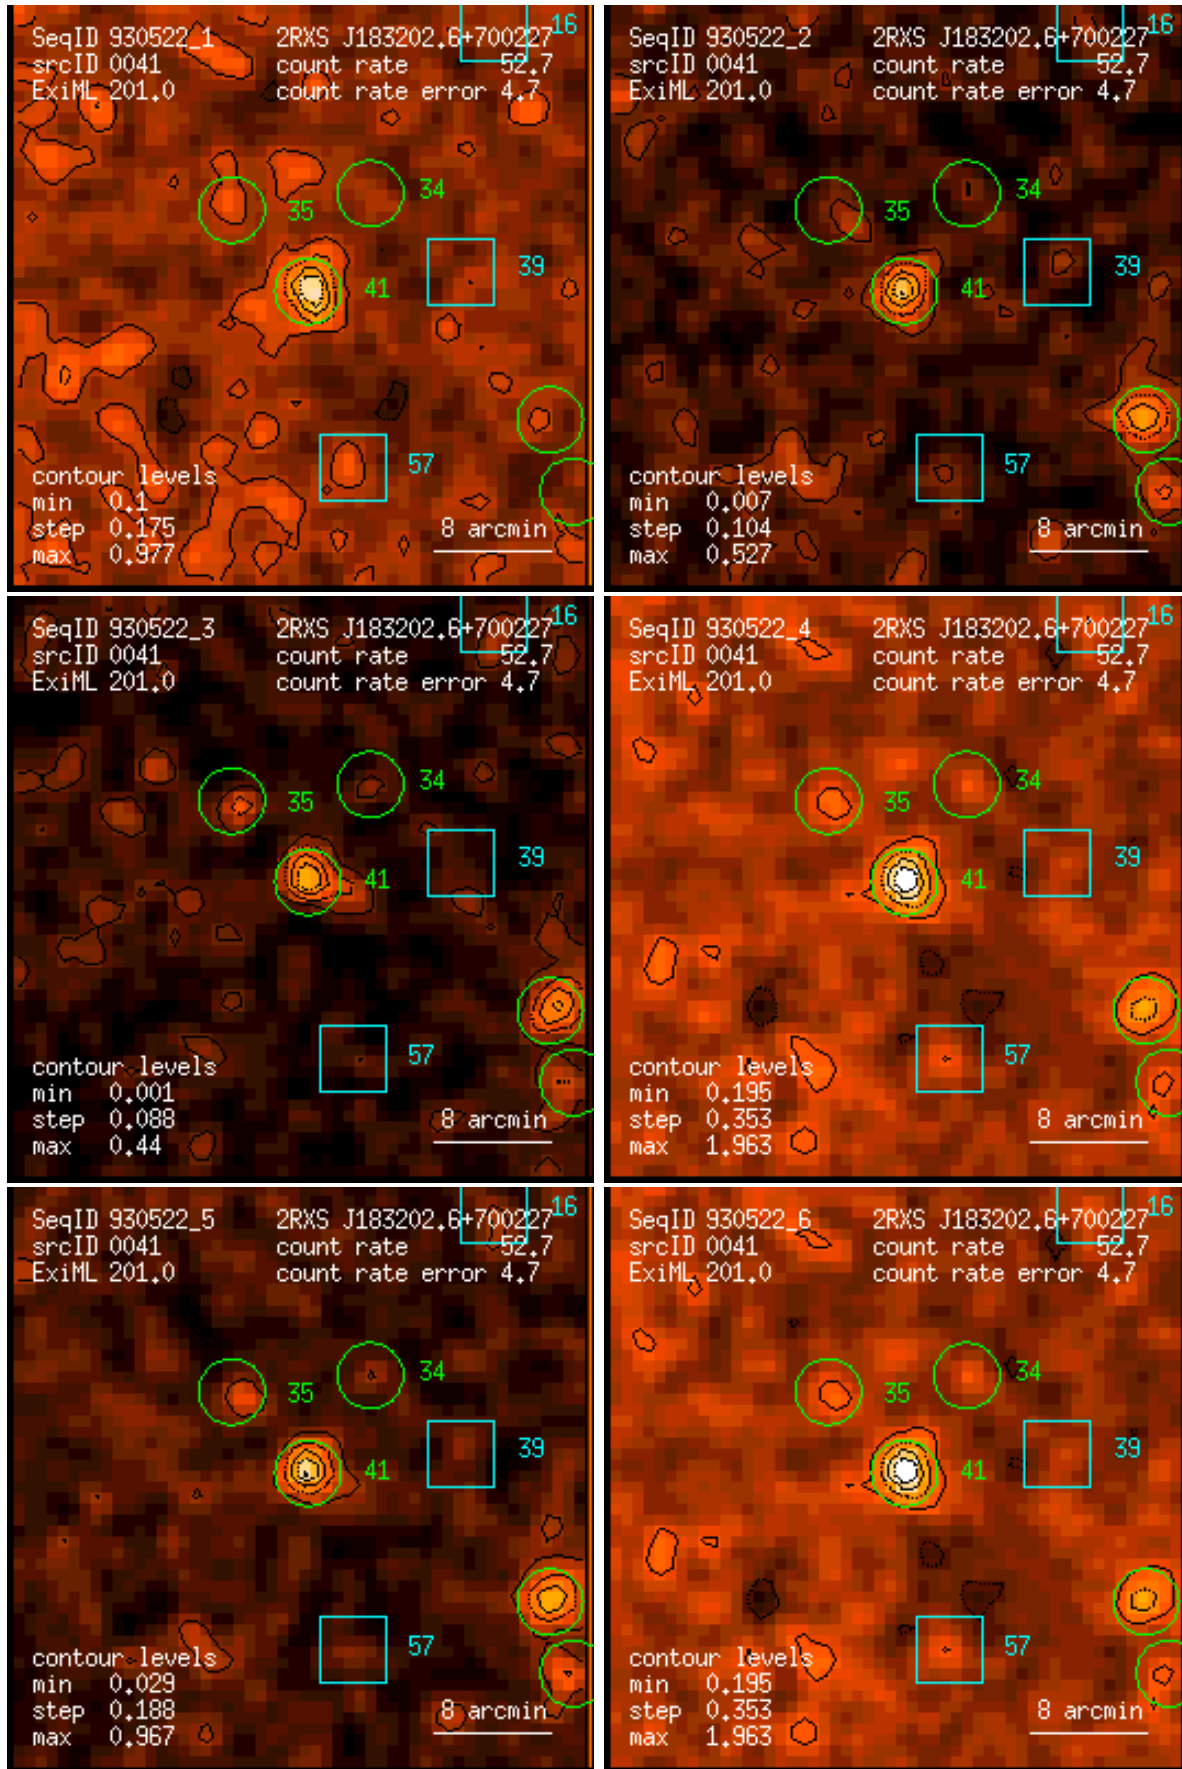 16
SeqID 930522_1 2RXS J183202.6+700227
srcID 0041 count rate 52.7
ExiML 201.0 count rate error 4.7
34
35
39
41
57
contour levels
min 0.1
step 0.175 8 arcmin
max 0.977
16
SeqID 930522_2 2RXS J183202.6+700227
srcID 0041 count rate 52.7
ExiML 201.0 count rate error 4.7
34
35
39
41
57
contour levels
min 0.007
step 0.104 8 arcmin
max 0.527
16
SeqID 930522_3 2RXS J183202.6+700227
srcID 0041 count rate 52.7
ExiML 201.0 count rate error 4.7
34
35
39
41
57
contour levels
min 0.001
step 0.088 8 arcmin
max 0.44
16
SeqID 930522_4 2RXS J183202.6+700227
srcID 0041 count rate 52.7
ExiML 201.0 count rate error 4.7
34
35
39
41
57
contour levels
min 0.195
step 0.353 8 arcmin
max 1.963
16
SeqID 930522_5 2RXS J183202.6+700227
srcID 0041 count rate 52.7
ExiML 201.0 count rate error 4.7
34
35
39
41
57
contour levels
min 0.029
step 0.188 8 arcmin
max 0.967
16
SeqID 930522_6 2RXS J183202.6+700227
srcID 0041 count rate 52.7
ExiML 201.0 count rate error 4.7
34
35
39
41
57
contour levels
min 0.195
step 0.353 8 arcmin
max 1.963